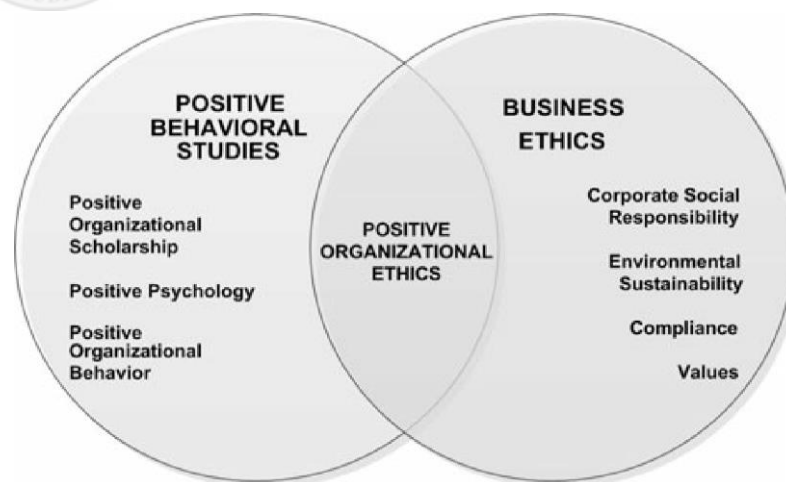 POSITIVE
BEHAVIORAL
STUDIES
Positive
Organizational
Scholarship
Positive Psychology
Positive
Organizational
Behavior
POSITIVE
ORGANIZATIONAL
ETHICS
BUSINESS
ETHICS
Corporate Social
Responsibility
Environmental
Sustainability
Compliance
Values